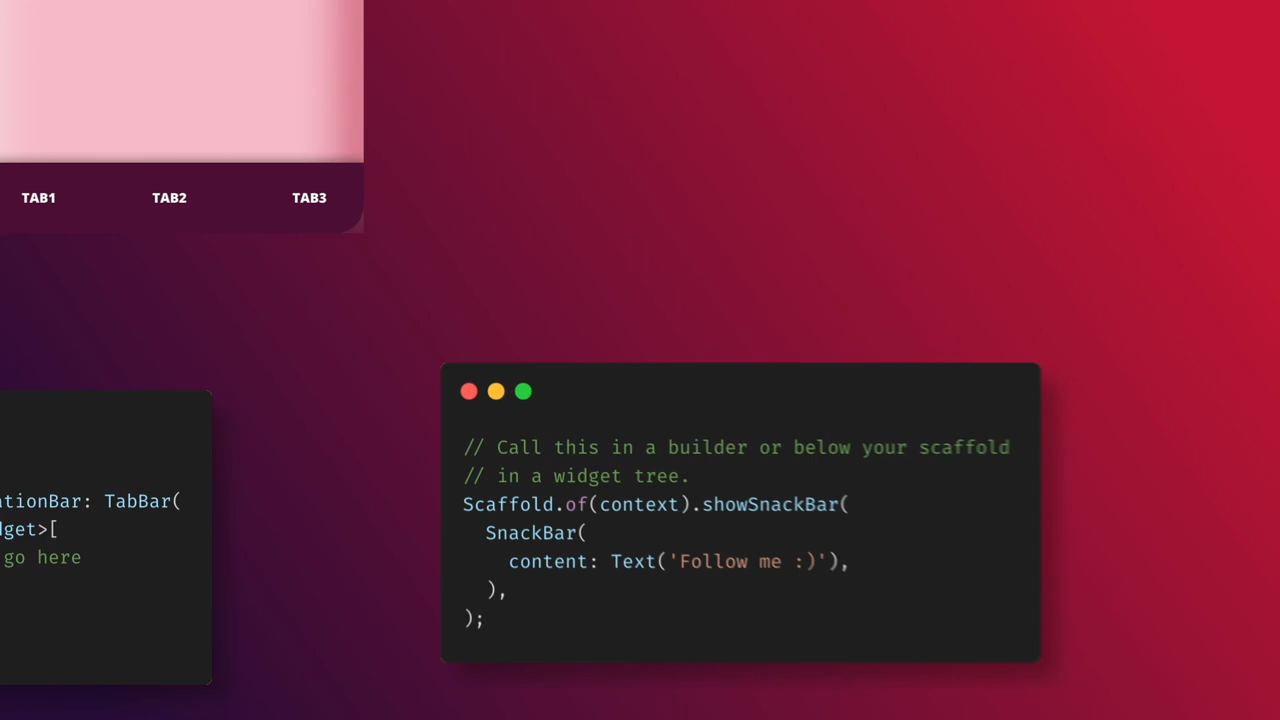 TAB1 TAB2 TAB3
ationBar: TabBar(
dget>[
go here
// Call this in a builder or below your scaffold
// in a widget tree.
Scaffold.of(context).showSnackBar(
  SnackBar(
    content: Text('Follow me :)'),
  ),
);